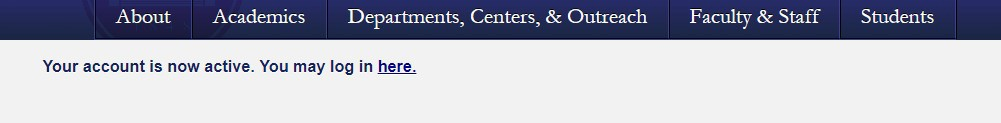 About Academics Departments, Centers, & Outreach Faculty & Staff Students
Your account is now active. You may log in here.